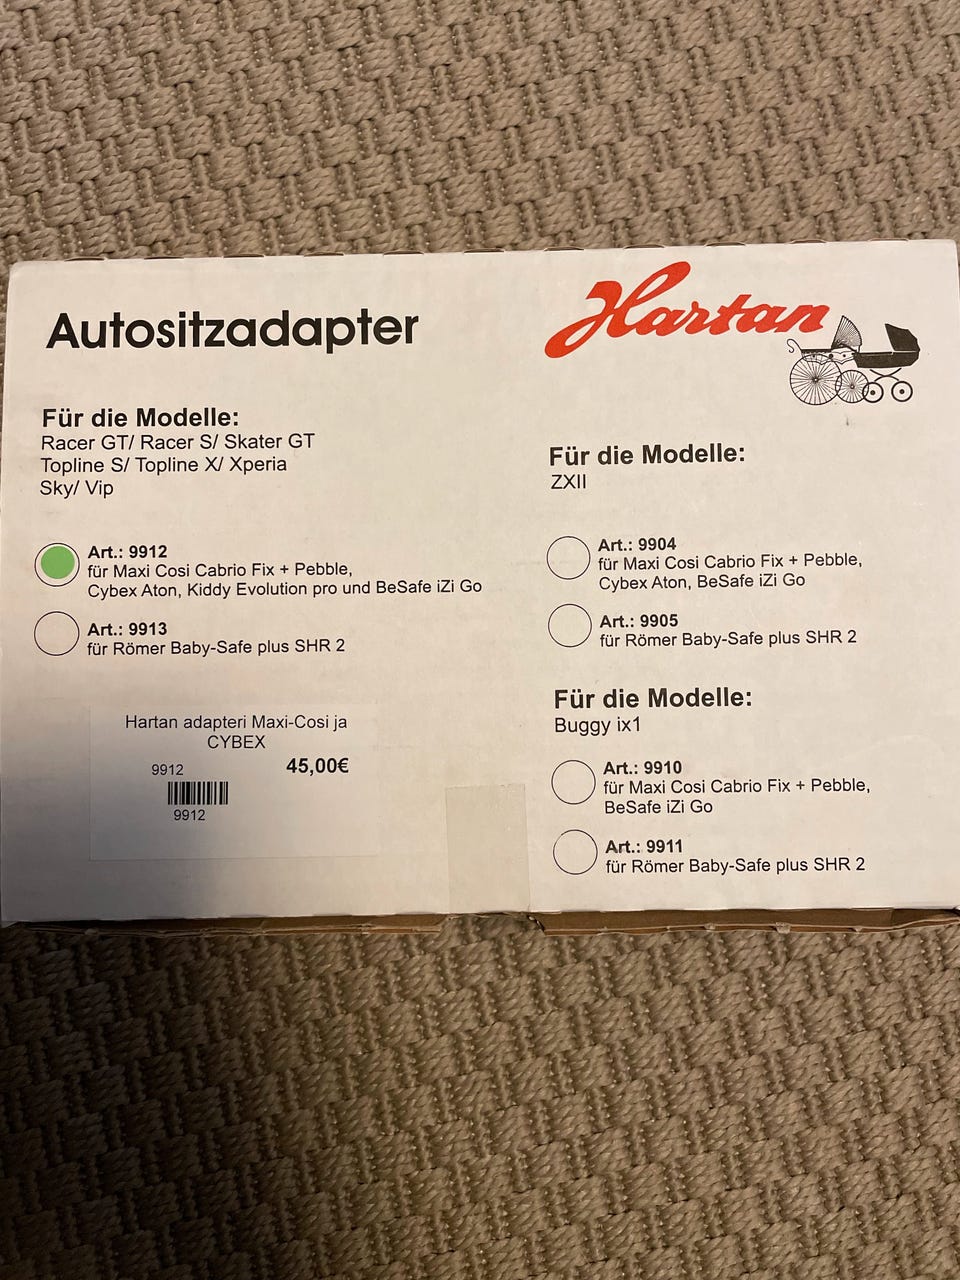 Autositzadapter
Hartan
Für die Modelle:
Racer GT/ Racer S/ Skater GT
Topline S/ Topline X/ Xperia
Sky/ Vip
Art.: 9912
für Maxi Cosi Cabrio Fix + Pebble,
Cybex Aton, Kiddy Evolution pro und BeSafe iZi Go
Art.: 9913
für Römer Baby-Safe plus SHR 2
Hartan adapteri Maxi-Cosi ja
CYBEX
9912
45,00€
9912
Für die Modelle:
ZXII
Art.: 9904
für Maxi Cosi Cabrio Fix + Pebble,
Cybex Aton, BeSafe iZi Go
Art.: 9905
für Römer Baby-Safe plus SHR 2
Für die Modelle:
Buggy ix1
Art.: 9910
für Maxi Cosi Cabrio Fix + Pebble,
BeSafe iZi Go
Art.: 9911
für Römer Baby-Safe plus SHR 2